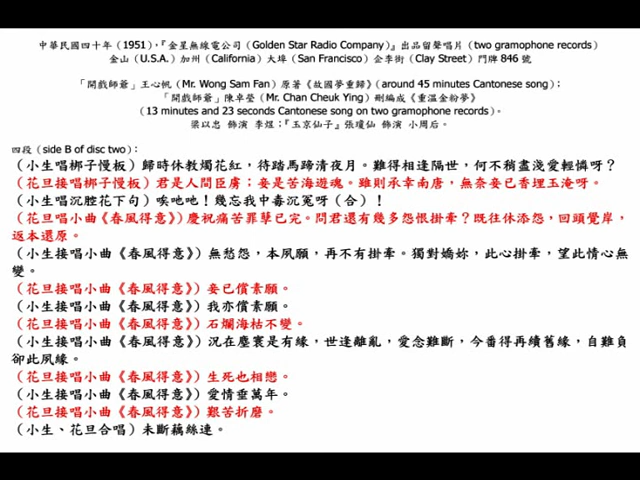 中華民國四十年（1951），『金星無線電公司（Golden Star Radio Company）』出品留聲唱片（two gramophone records）
金山（U.S.A.）加州（California）大埠（San Francisco）企李街（Clay Street）門牌 846 號
「開戲師爺」王心帆（Mr. Wong Sam Fan）原著《故國夢重歸》（around 45 minutes Cantonese song）；
「開戲師爺」陳卓瑩（Mr. Chan Cheuk Ying）刪編成《重温金粉夢》
（13 minutes and 23 seconds Cantonese song on two gramophone records）。
梁以忠 飾演 李煜；『玉京仙子』張瓊仙 飾演 小周后。
四段（side B of disc two）：
（小生唱梆子慢板）歸時休教燭花紅，待踏馬蹄清夜月。難得相逢隔世，何不稍盡淺愛輕憐呀？
（花旦接唱梆子慢板）君是人間臣虜；妾是苦海遊魂。雖則承幸南唐，無奈妾已香埋玉淹呀。
（小生唱沉腔花下句）唉吔吔！幾忘我中毒沉冤呀（合）！
（花旦唱小曲《春風得意》）慶祝痛苦罪孽已完。問君還有幾多怨恨掛牽？既往休添怨，回頭覺岸，
返本還原。
（小生接唱小曲《春風得意》）無愁怨，本夙願，再不有掛牽。獨對嬌妳，此心掛牽，望此情心無
變。
（花旦接唱小曲《春風得意》）妾已償素願。
（小生接唱小曲《春風得意》）我亦償素願。
（花旦接唱小曲《春風得意》）石爛海枯不變。
（小生接唱小曲《春風得意》）況在塵寰是有緣，世逢離亂，愛念難斷，今番得再續舊緣，自難負
卻此夙緣。
（花旦接唱小曲《春風得意》）生死也相戀。
（小生接唱小曲《春風得意》）愛情垂萬年。
（花旦接唱小曲《春風得意》）艱苦折磨。
（小生、花旦合唱）未斷藕絲連。